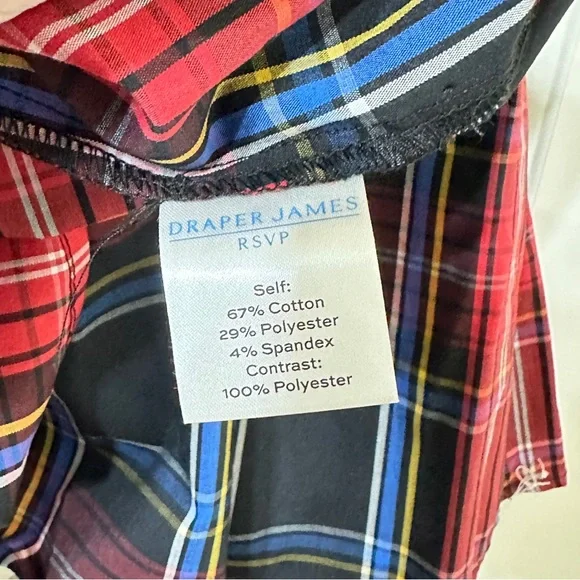 DRAPER JAMES
RSVP
Self:
67% Cotton
29% Polyester
4% Spandex
Contrast:
100% Polyester